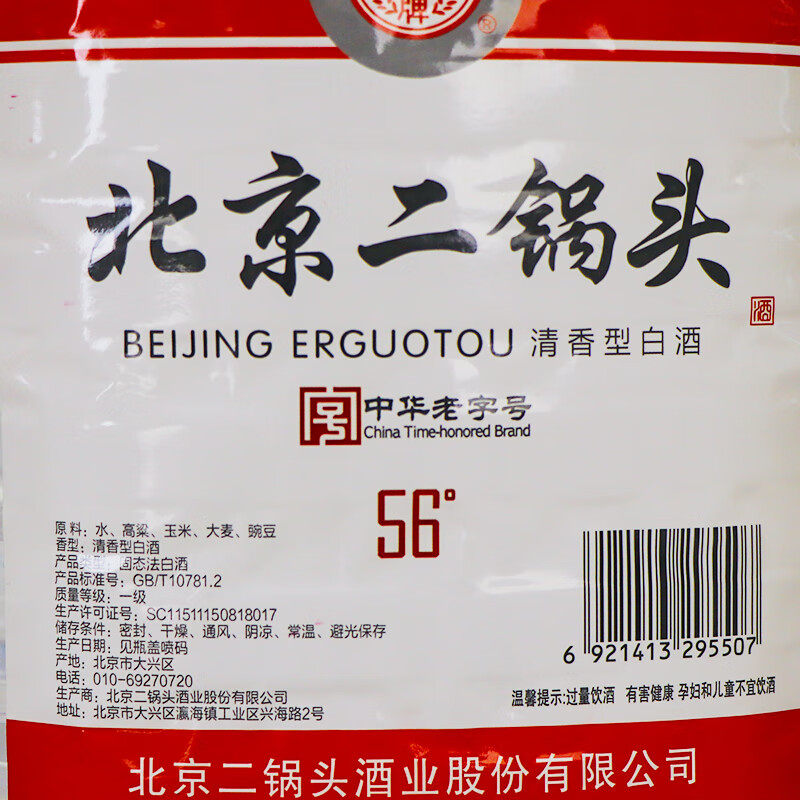 牌
®
北京二锅头
酒
BEIJING ERGUOTOU 清香型白酒
中华老字号
China Time-honored Brand
56°
原料：水、高粱、玉米、大麦、豌豆
香型：清香型白酒
产品类型：固态法白酒
产品标准号：GB/T10781.2
质量等级：一级
生产许可证号：SC11511150818017
储存条件：密封、干燥、通风、阴凉、常温、避光保存
生产日期：见瓶盖喷码
产地：北京市大兴区
电话：010-69270720
生产商：北京二锅头酒业股份有限公司
地址：北京市大兴区瀛海镇工业区兴海路2号
6 921413 295507
温馨提示:过量饮酒 有害健康 孕妇和儿童不宜饮酒
北京二锅头酒业股份有限公司